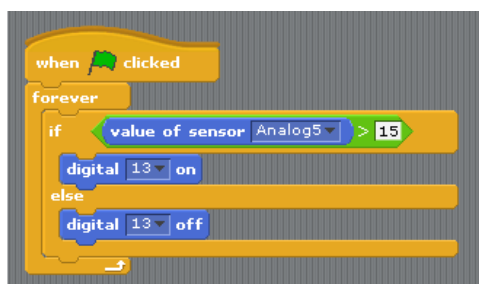 when clicked
forever
if value of sensor Analog5 > 15
digital 13 on
else
digital 13 off